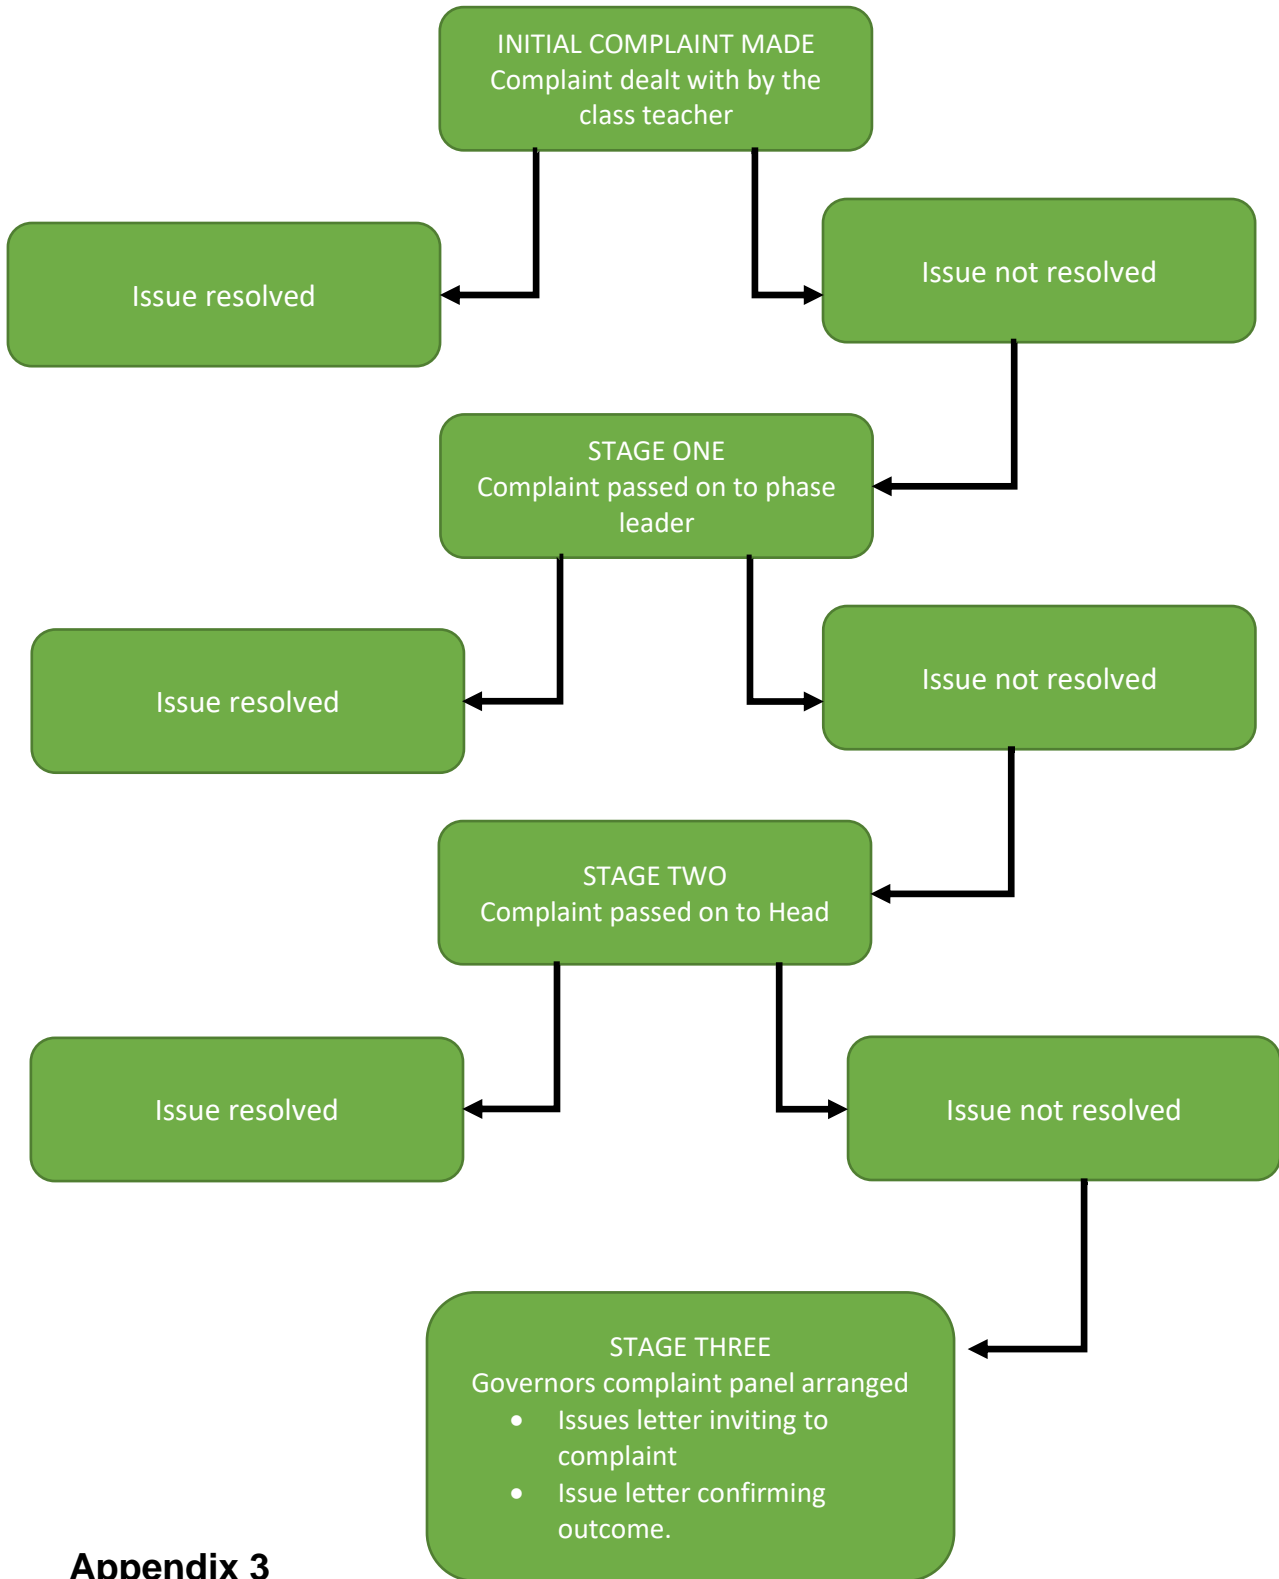 INITIAL COMPLAINT MADE
Complaint dealt with by the
class teacher
Issue resolved
Issue not resolved
STAGE ONE
Complaint passed on to phase
leader
Issue resolved
Issue not resolved
STAGE TWO
Complaint passed on to Head
Issue resolved
Issue not resolved
STAGE THREE
Governors complaint panel arranged
• Issues letter inviting to
complaint
• Issue letter confirming
outcome.
Appendix 3